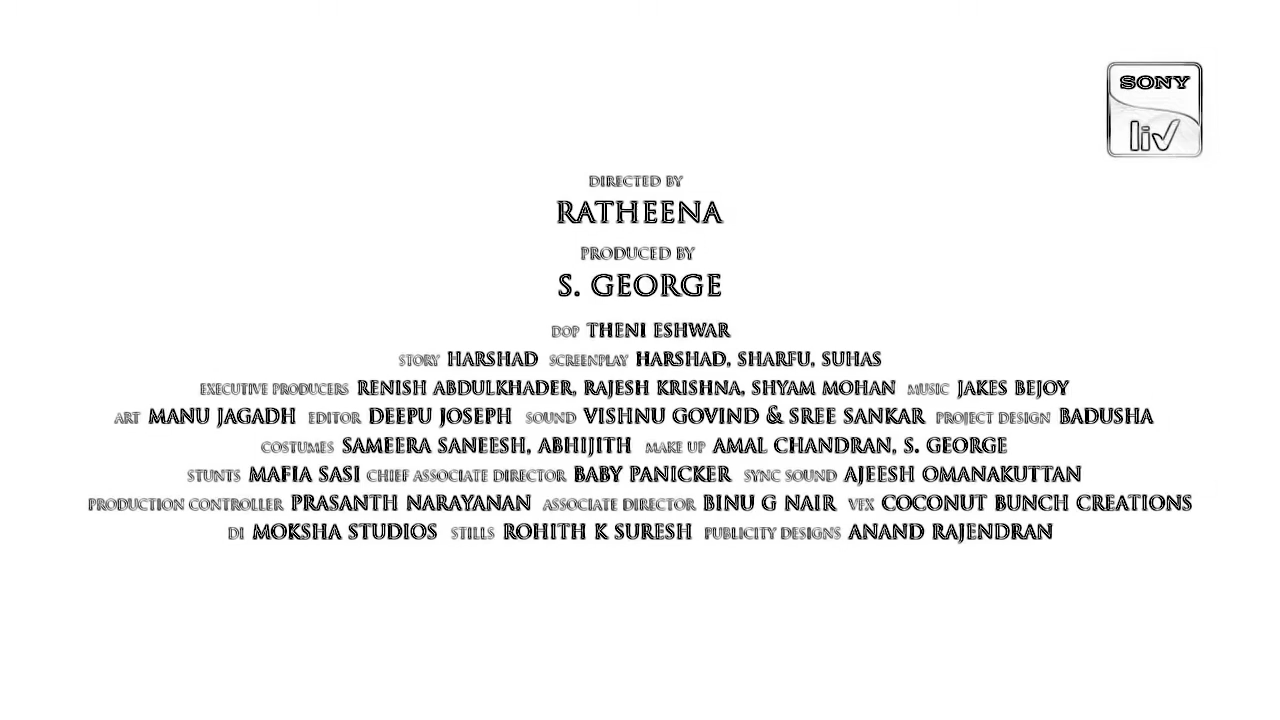 SONY
liv
DIRECTED BY
RATHEENA
PRODUCED BY
S. GEORGE
DOP THENI ESHWAR
STORY HARSHAD SCREENPLAY HARSHAD, SHARFU, SUHAS
EXECUTIVE PRODUCERS RENISH ABDULKHADER, RAJESH KRISHNA, SHYAM MOHAN MUSIC JAKES BEJOY
ART MANU JAGADH EDITOR DEEPU JOSEPH SOUND VISHNU GOVIND & SREE SANKAR PROJECT DESIGN BADUSHA
COSTUMES SAMEERA SANEESH, ABHIJITH MAKE UP AMAL CHANDRAN, S. GEORGE
STUNTS MAFIA SASI CHIEF ASSOCIATE DIRECTOR BABY PANICKER SYNC SOUND AJEESH OMANAKUTTAN
PRODUCTION CONTROLLER PRASANTH NARAYANAN ASSOCIATE DIRECTOR BINU G NAIR VFX COCONUT BUNCH CREATIONS
DI MOKSHA STUDIOS STILLS ROHITH K SURESH PUBLICITY DESIGNS ANAND RAJENDRAN